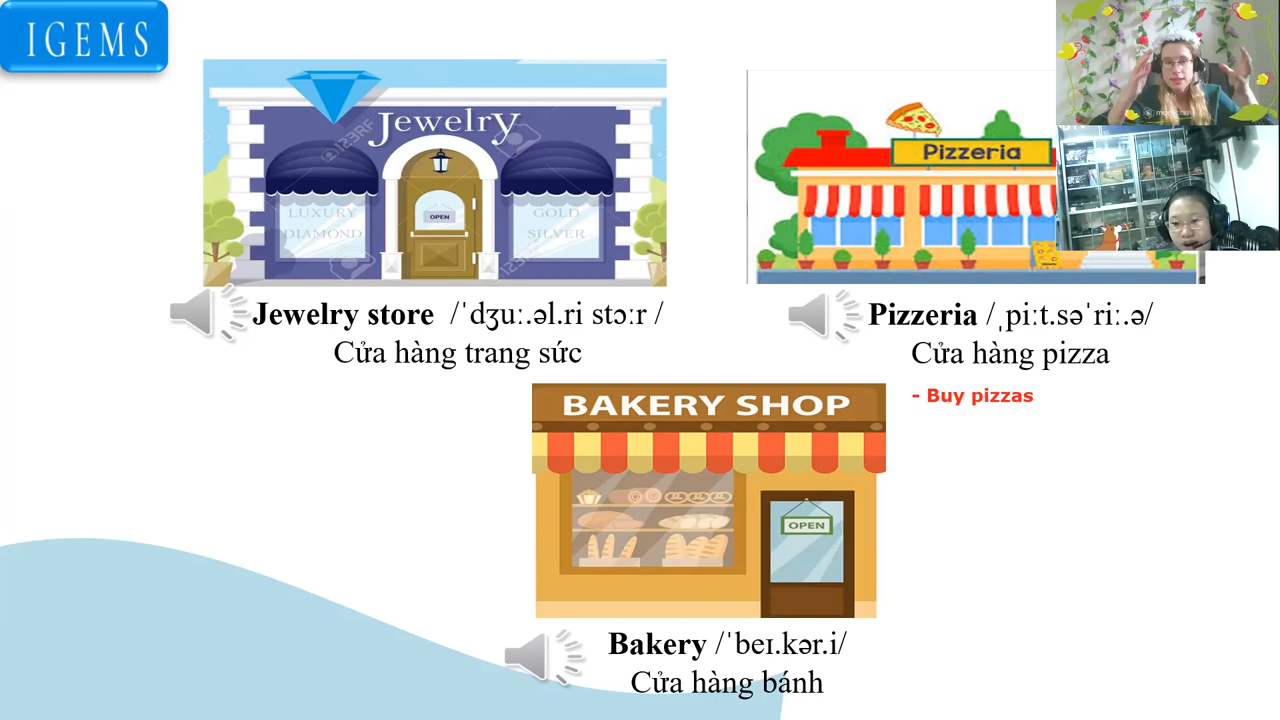 IGEMS
Jewelry
OPEN
LUXURY
DIAMOND
GOLD
SILVER
Pizzeria
Jewelry store /ˈdʒuː.əl.ri stɔːr /
Cửa hàng trang sức
Pizzeria /ˌpiːt.səˈriː.ə/
Cửa hàng pizza
- Buy pizzas
BAKERY SHOP
OPEN
Bakery /ˈbeɪ.kər.i/
Cửa hàng bánh